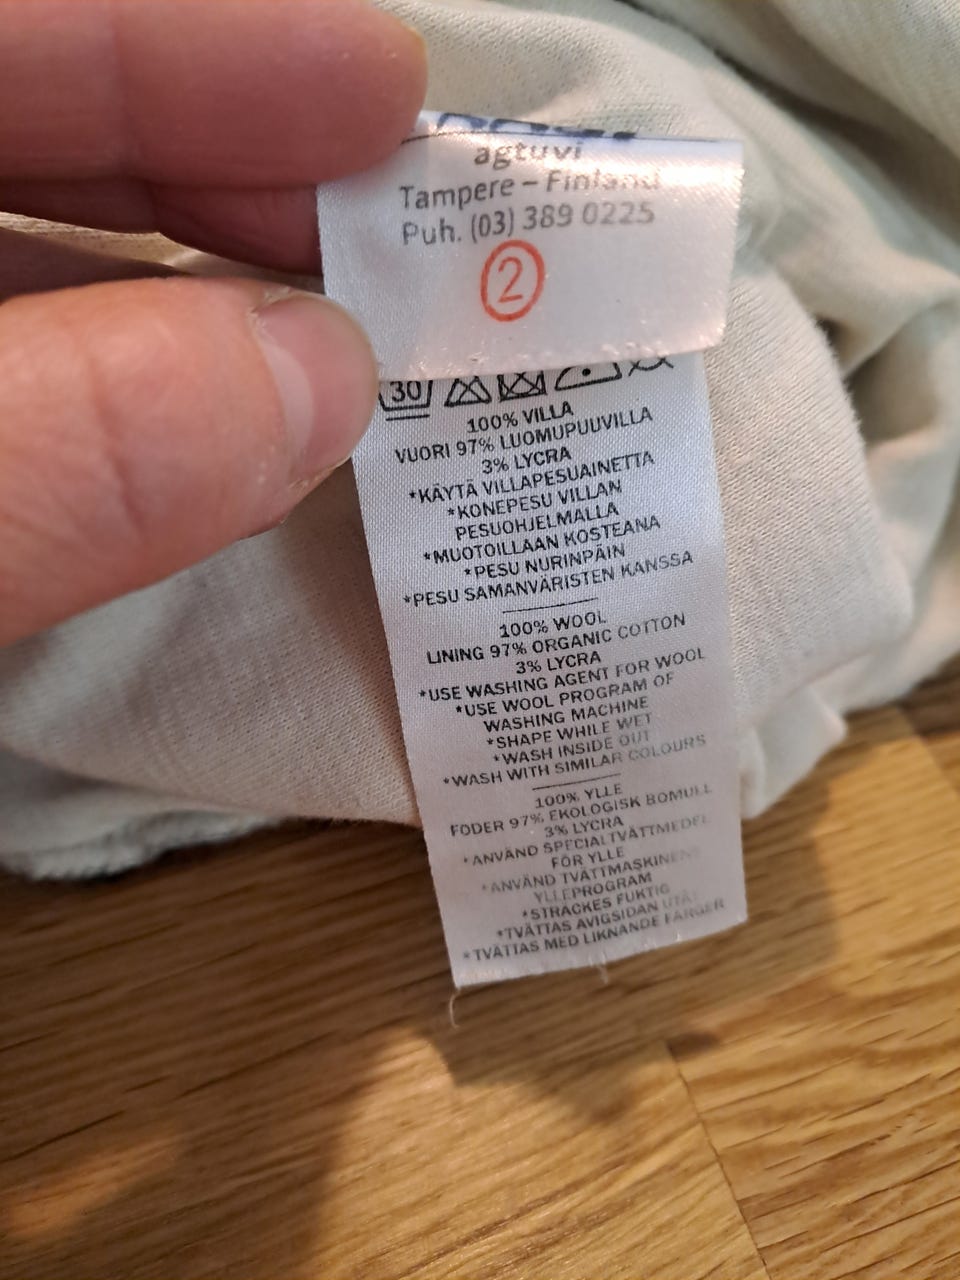 agtuvi
Tampere – Finland
Puh. (03) 389 0225
2
30
100% VILLA
VUORI 97% LUOMUPUUVILLA
3% LYCRA
*KÄYTÄ VILLAPESUAINETTA
*KONEPESU VILLAN
PESUOHJELMALLA
*MUOTOILLAAN KOSTEANA
*PESU NURINPÄIN
*PESU SAMANVÄRISTEN KANSSA
100% WOOL
LINING 97% ORGANIC COTTON
3% LYCRA
*USE WASHING AGENT FOR WOOL
*USE WOOL PROGRAM OF
WASHING MACHINE
*SHAPE WHILE WET
*WASH INSIDE OUT
*WASH WITH SIMILAR COLOURS
100% YLLE
FODER 97% EKOLOGISK BOMULL
3% LYCRA
*ANVÄND SPECIALTVÄTTMEDEL
FÖR YLLE
*ANVÄND TVÄTTMASKINENS
YLLEPROGRAM
*STRÄCKES FUKTIG
*TVÄTTAS AVIGSIDAN UTÅT
*TVÄTTAS MED LIKNANDE FÄRGER